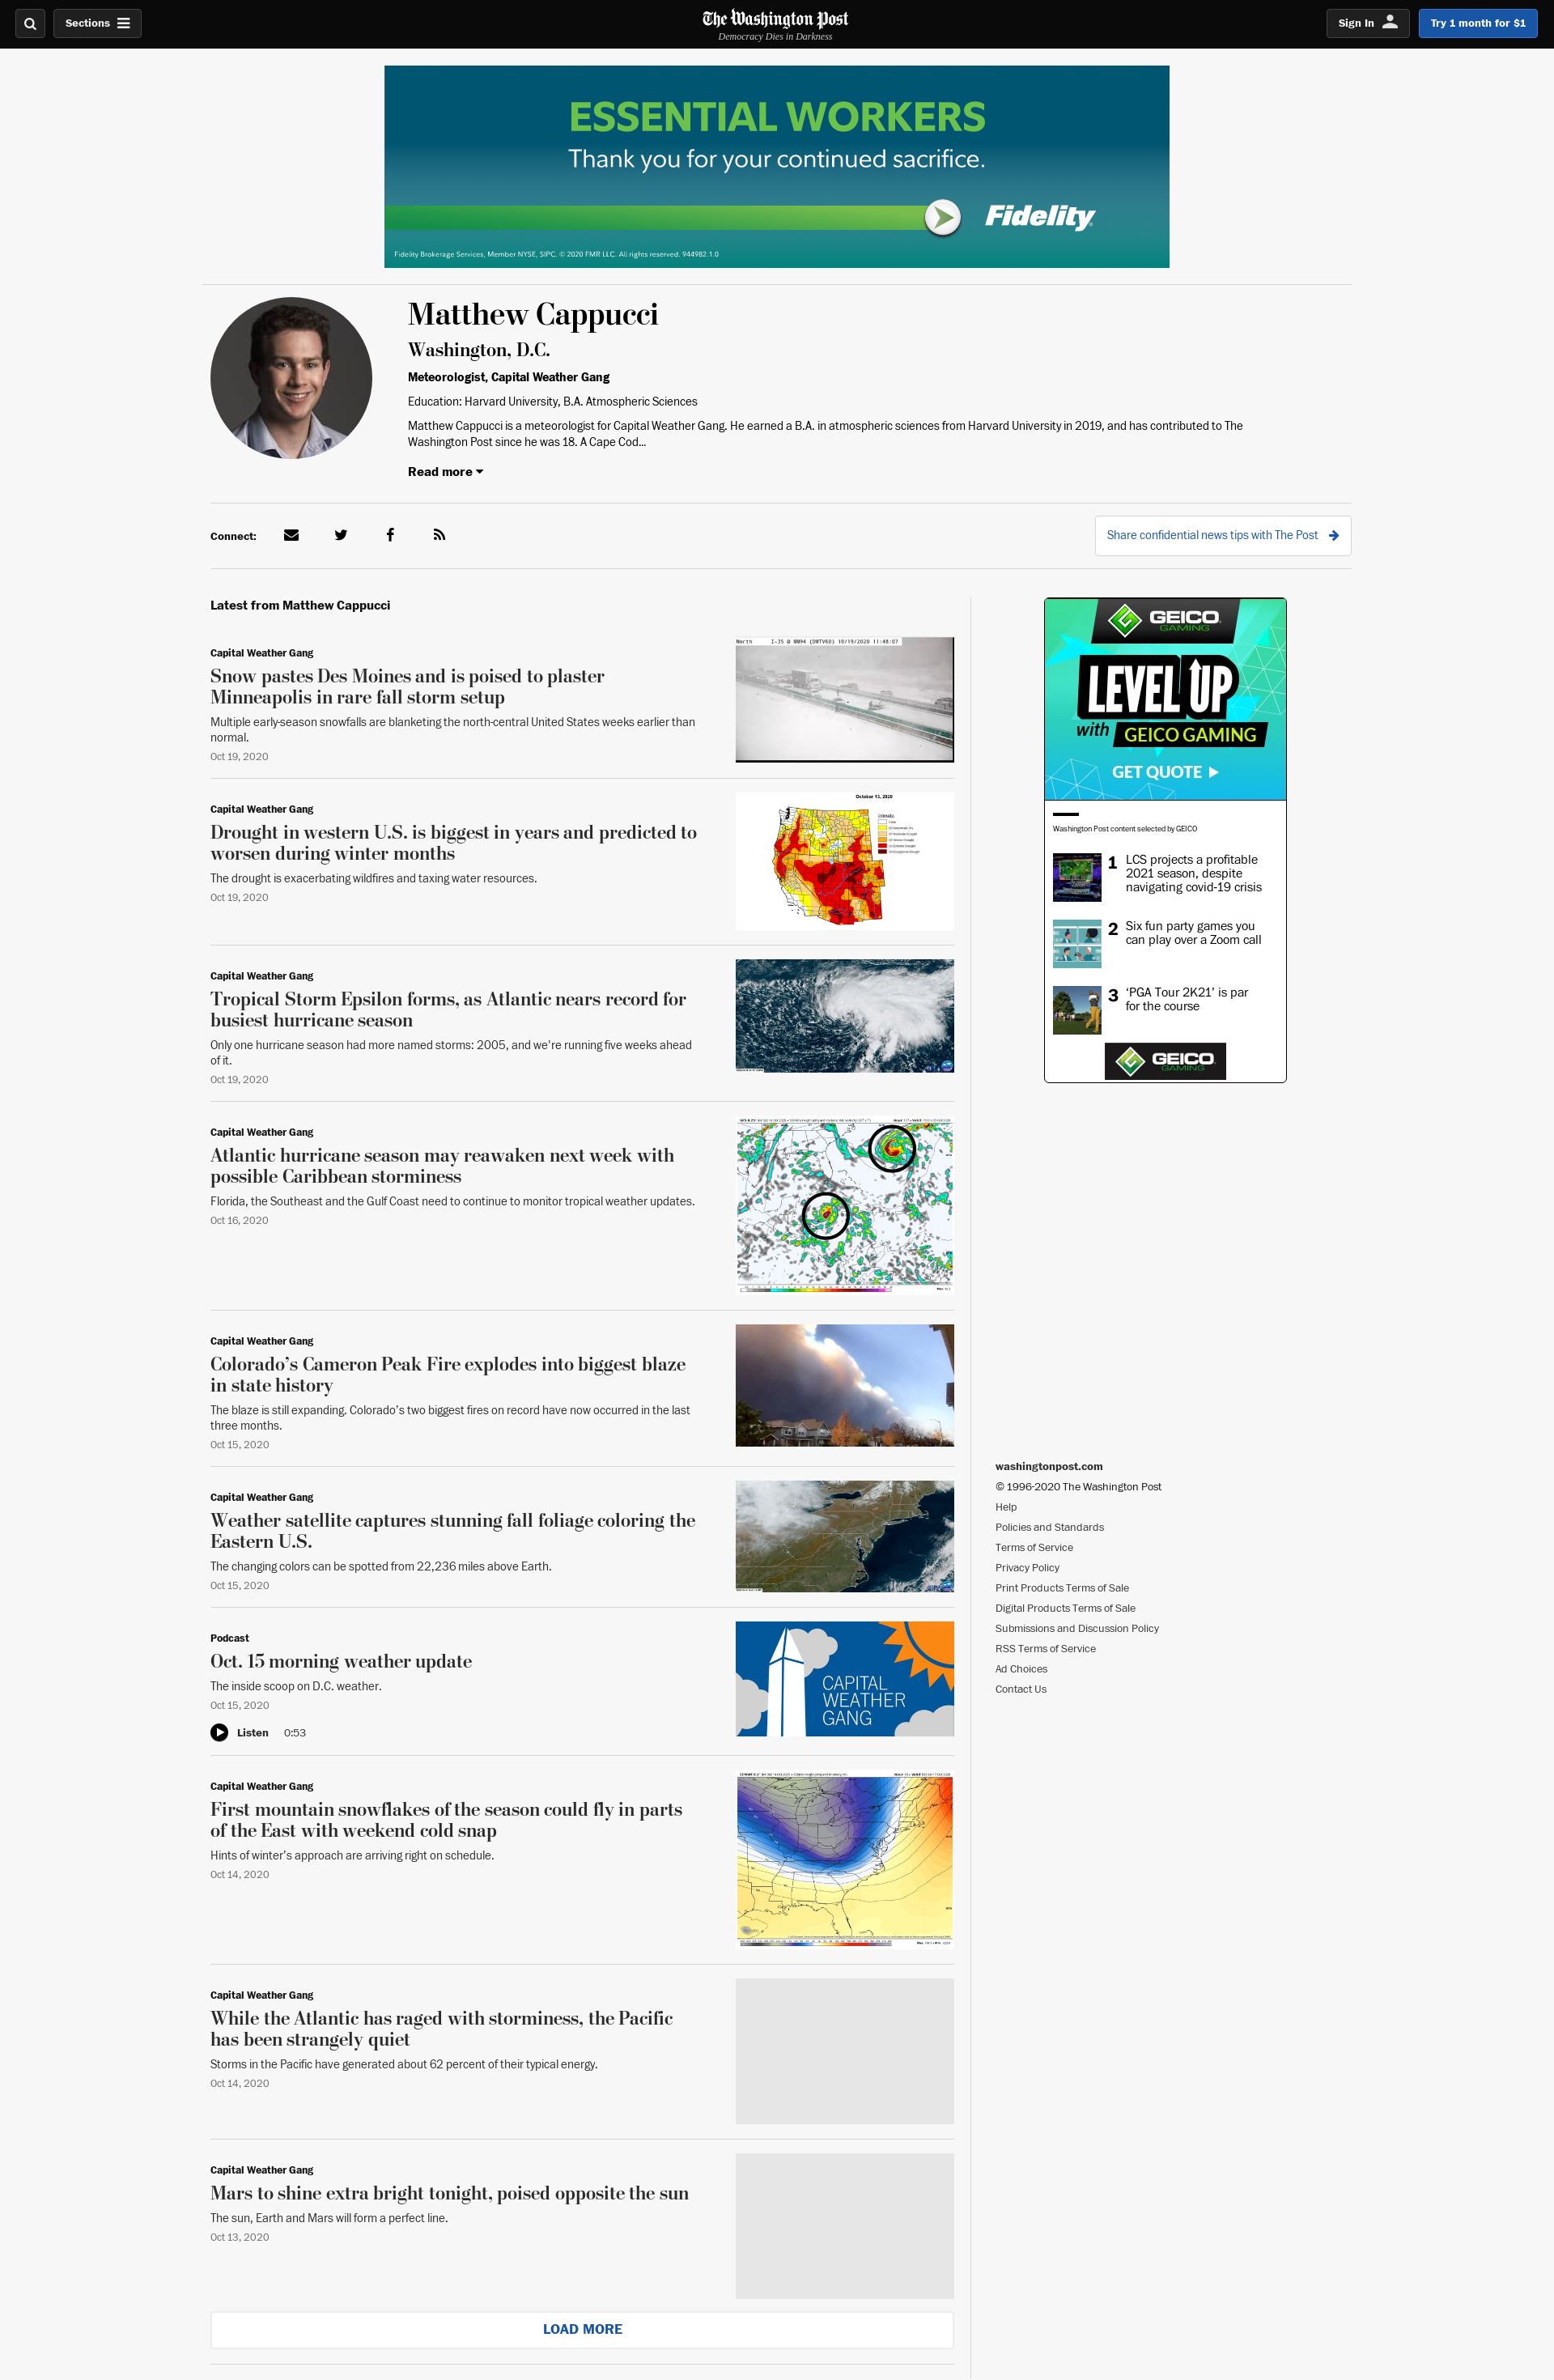 Sections
The Washington Post
Democracy Dies in Darkness
Sign In
Try 1 month for $1
ESSENTIAL WORKERS
Thank you for your continued sacrifice.
Fidelity
Fidelity Brokerage Services, Member NYSE, SIPC. © 2020 FMR LLC. All rights reserved. 944982.1.0
Matthew Cappucci
Washington, D.C.
Meteorologist, Capital Weather Gang
Education: Harvard University, B.A. Atmospheric Sciences
Matthew Cappucci is a meteorologist for Capital Weather Gang. He earned a B.A. in atmospheric sciences from Harvard University in 2019, and has contributed to The
Washington Post since he was 18. A Cape Cod...
Read more
Connect:
Share confidential news tips with The Post
Latest from Matthew Cappucci
Capital Weather Gang
Snow pastes Des Moines and is poised to plaster
Minneapolis in rare fall storm setup
Multiple early-season snowfalls are blanketing the north-central United States weeks earlier than
normal.
Oct 19, 2020
North I-35 @ NN94 (DMTV60) 10/19/2020 11:48:07
Capital Weather Gang
Drought in western U.S. is biggest in years and predicted to
worsen during winter months
The drought is exacerbating wildfires and taxing water resources.
Oct 19, 2020
October 13, 2020
Capital Weather Gang
Tropical Storm Epsilon forms, as Atlantic nears record for
busiest hurricane season
Only one hurricane season had more named storms: 2005, and we're running five weeks ahead
of it.
Oct 19, 2020
Capital Weather Gang
Atlantic hurricane season may reawaken next week with
possible Caribbean storminess
Florida, the Southeast and the Gulf Coast need to continue to monitor tropical weather updates.
Oct 16, 2020
Capital Weather Gang
Colorado’s Cameron Peak Fire explodes into biggest blaze
in state history
The blaze is still expanding. Colorado’s two biggest fires on record have now occurred in the last
three months.
Oct 15, 2020
Capital Weather Gang
Weather satellite captures stunning fall foliage coloring the
Eastern U.S.
The changing colors can be spotted from 22,236 miles above Earth.
Oct 15, 2020
Podcast
Oct. 15 morning weather update
The inside scoop on D.C. weather.
Oct 15, 2020
Listen 0:53
CAPITAL
WEATHER
GANG
Capital Weather Gang
First mountain snowflakes of the season could fly in parts
of the East with weekend cold snap
Hints of winter’s approach are arriving right on schedule.
Oct 14, 2020
Capital Weather Gang
While the Atlantic has raged with storminess, the Pacific
has been strangely quiet
Storms in the Pacific have generated about 62 percent of their typical energy.
Oct 14, 2020
Capital Weather Gang
Mars to shine extra bright tonight, poised opposite the sun
The sun, Earth and Mars will form a perfect line.
Oct 13, 2020
LOAD MORE
GEICO
GAMING
LEVEL UP
with GEICO GAMING
GET QUOTE
Washington Post content selected by GEICO
1 LCS projects a profitable
2021 season, despite
navigating covid-19 crisis
2 Six fun party games you
can play over a Zoom call
3 ‘PGA Tour 2K21’ is par
for the course
GEICO
GAMING
washingtonpost.com
© 1996-2020 The Washington Post
Help
Policies and Standards
Terms of Service
Privacy Policy
Print Products Terms of Sale
Digital Products Terms of Sale
Submissions and Discussion Policy
RSS Terms of Service
Ad Choices
Contact Us